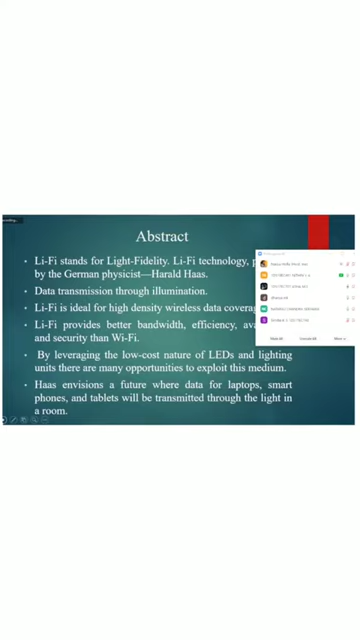 Abstract
Li-Fi stands for Light-Fidelity. Li-Fi technology,
by the German physicist—Harald Haas.
Data transmission through illumination.
Li-Fi is ideal for high density wireless data
Li-Fi provides better bandwidth, efficiency,
and security than Wi-Fi.
By leveraging the low-cost nature of LEDs and lighting
units there are many opportunities to exploit this medium.
Haas envisions a future where data for laptops, smart
phones, and tablets will be transmitted through the light in
a room.